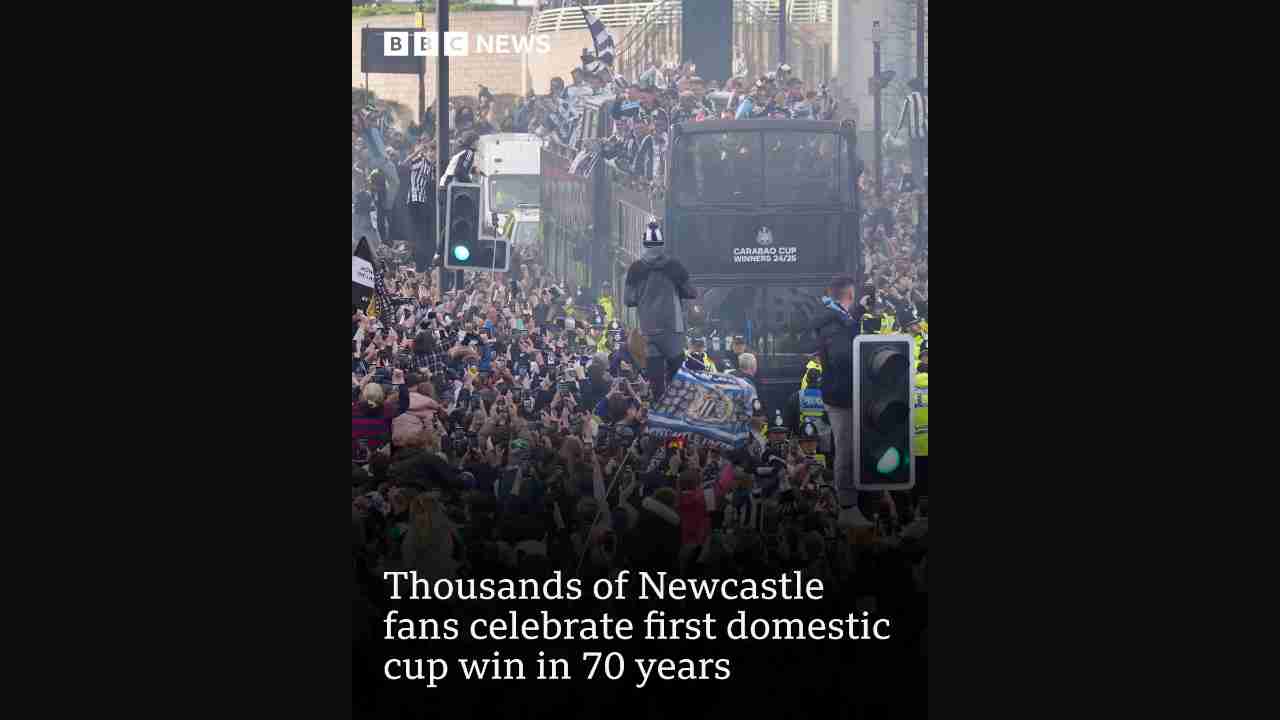 BBC NEWS
CARABAO CUP
WINNERS 24/25
Thousands of Newcastle
fans celebrate first domestic
cup win in 70 years